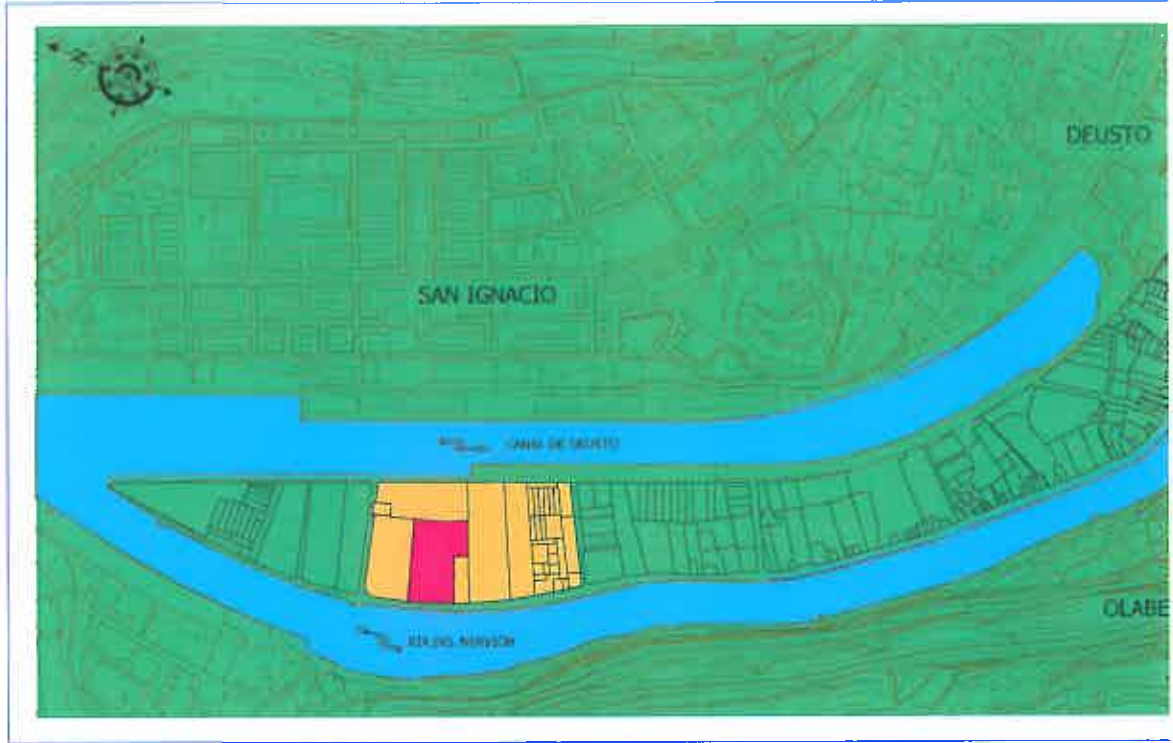 DEUSTO
SAN IGNACIO
CANAL DE DEUSTO
OLABE
RIA DEL NERVION